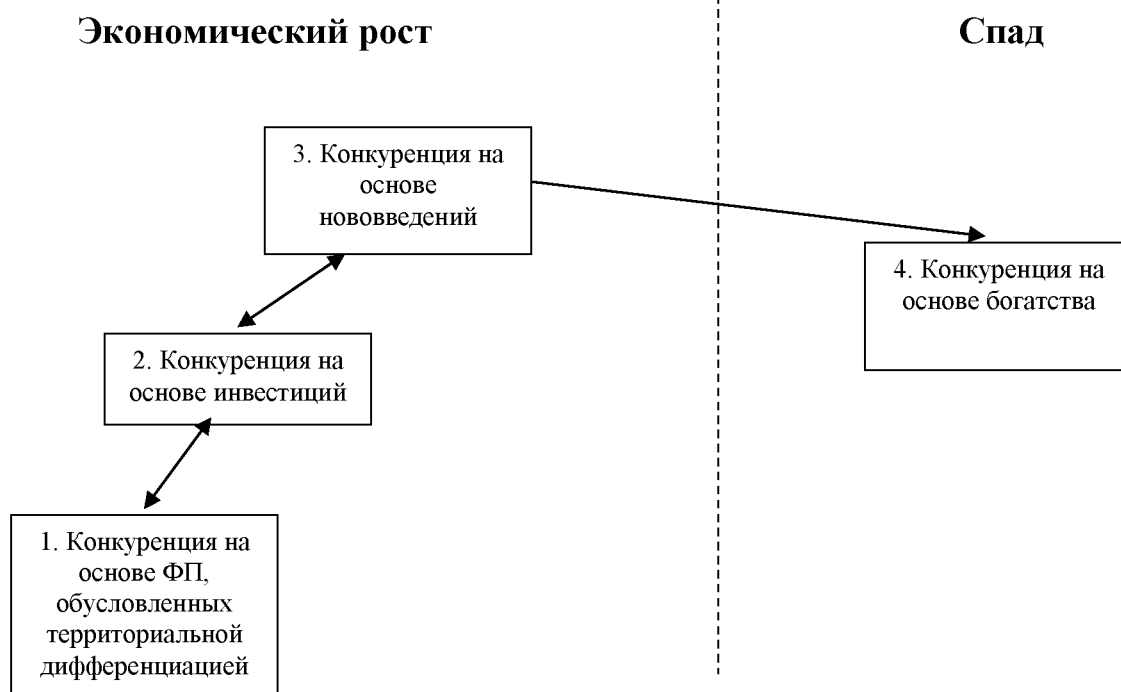 Экономический рост
Спад
3. Конкуренция на
основе
нововведений
4. Конкуренция на
основе богатства
2. Конкуренция на
основе инвестиций
1. Конкуренция на
основе ФП,
обусловленных
территориальной
дифференциацией